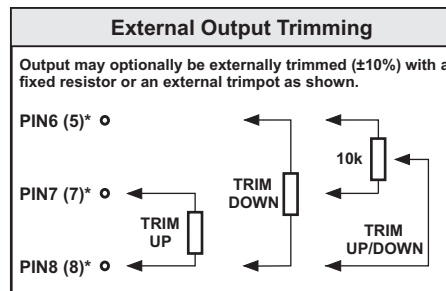 External Output Trimming
Output may optionally be externally trimmed (±10%) with a
fixed resistor or an external trimpot as shown.
PIN6 (5)*
10k
PIN7 (7)*
TRIM
DOWN
TRIM
UP
TRIM
UP/DOWN
PIN8 (8)*